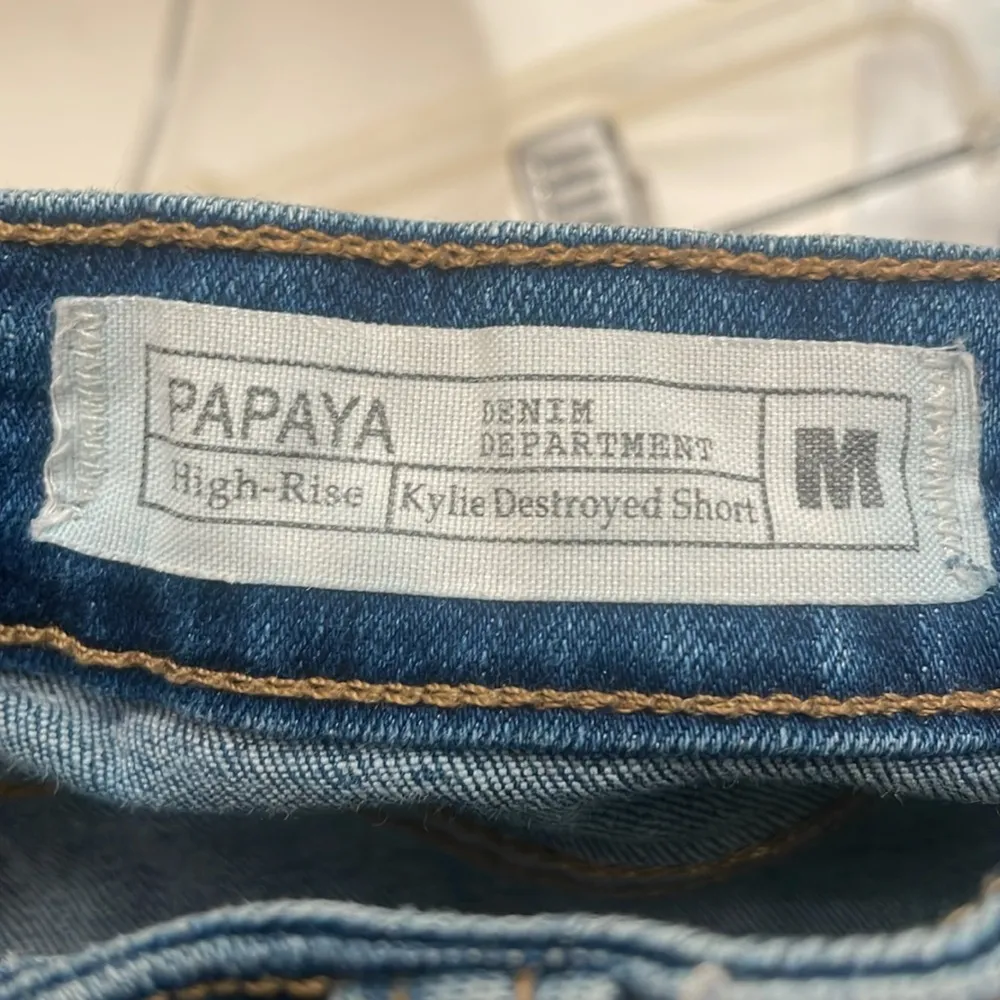 PAPAYA
DENIM
DEPARTMENT
M
High-Rise
Kylie Destroyed Short